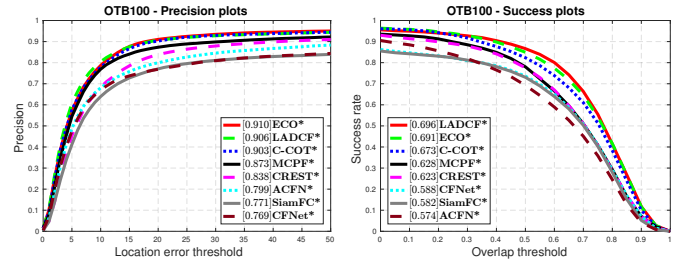 OTB100 - Precision plots
Precision
1
0.9
0.8
0.7
0.6
0.5
0.4
0.3
0.2
0.1
0
[0.910]ECO*
[0.906]LADCF*
[0.903]C-COT*
[0.873]MCPF*
[0.838]CREST*
[0.799]ACFN*
[0.771]SiamFC*
[0.769]CFNet*
0 5 10 15 20 25 30 35 40 45 50
Location error threshold
OTB100 - Success plots
Success rate
1
0.9
0.8
0.7
0.6
0.5
0.4
0.3
0.2
0.1
0
[0.696]LADCF*
[0.691]ECO*
[0.673]C-COT*
[0.628]MCPF*
[0.623]CREST*
[0.588]CFNet*
[0.582]SiamFC*
[0.574]ACFN*
0 0.1 0.2 0.3 0.4 0.5 0.6 0.7 0.8 0.9 1
Overlap threshold